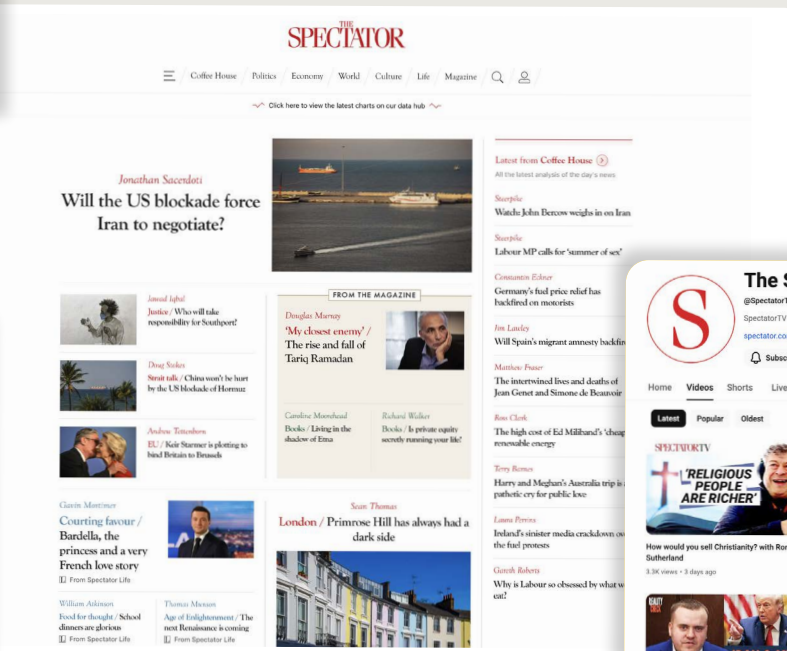 THE
SPECTATOR
Coffee House
Politics
Economy
World
Culture
Life
Magazine
Click here to view the latest charts on our data hub
Jonathan Sacerdoti
Will the US blockade force
Iran to negotiate?
Jawad Iqbal
Justice / Who will take
responsibility for Southport?
Doug Stokes
Strait talk / China won't be hurt
by the US blockade of Hormuz
Andrew Tettenborn
EU / Keir Starmer is plotting to
bind Britain to Brussels
FROM THE MAGAZINE
Douglas Murray
'My closest enemy' /
The rise and fall of
Tariq Ramadan
Caroline Moorehead
Books / Living in the
shadow of Etna
Richard Walker
Books / Is private equity
secretly running your life?
Gavin Mortimer
Courting favour /
Bardella, the
princess and a very
French love story
From Spectator Life
William Atkinson
Food for thought / School
dinners are glorious
From Spectator Life
Thomas
Age of Enlightenment / The
next Renaissance is coming
From Spectator Life
Sean Thomas
London / Primrose Hill has always had a
dark side
Latest from Coffee House
All the latest analysis of the day's news
Steerpike
Watch: John Bercow weighs in on Iran
Steerpike
Labour MP calls for 'summer of sex'
Constantin Eckner
Germany's fuel price relief has
backfired on motorists
Jim Lawley
Will Spain's migrant amnesty backfire
Matthew Fraser
The intertwined lives and deaths of
Jean Genet and Simone de Beauvoir
Ross Clark
The high cost of Ed Miliband's 'cheap
renewable energy
Terry Barnes
Harry and Meghan's Australia trip is
pathetic cry for public love
Laura Perrins
Ireland's sinister media crackdown
the fuel protests
Gareth Roberts
Why is Labour so obsessed by what
eat?
S
The S
@SpectatorT
SpectatorTV
spectator.co
Subsc
Home
Videos
Shorts
Live
Latest
Popular
Oldest
SPECTATORTV
'RELIGIOUS
PEOPLE
ARE RICHER'
How would you sell Christianity? with Ror
Sutherland
3.3K views • 3 days ago
REALITY
CHECK